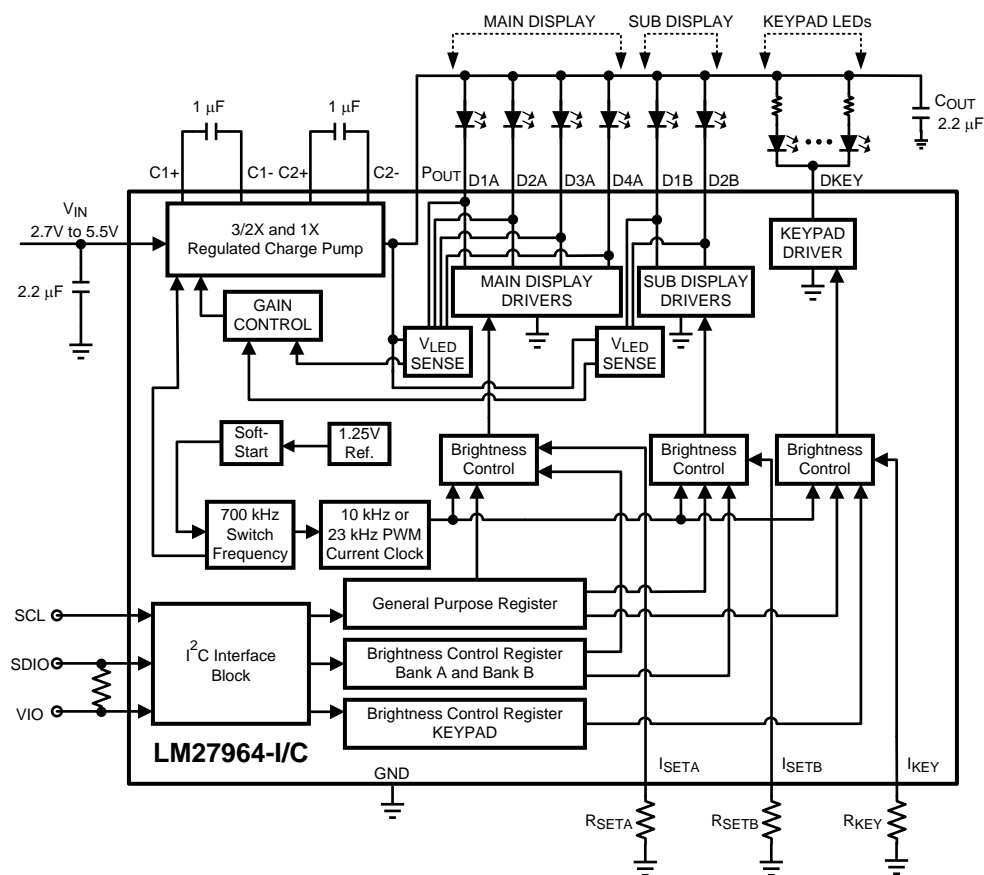 MAIN DISPLAY SUB DISPLAY KEYPAD LEDs
1 μF 1 μF
COUT
2.2 μF
C1+ C1- C2+ C2- POUT D1A D2A D3A D4A D1B D2B DKEY
VIN
2.7V to 5.5V
2.2 μF
3/2X and 1X
Regulated Charge Pump
KEYPAD
DRIVER
MAIN DISPLAY
DRIVERS
SUB DISPLAY
DRIVERS
GAIN
CONTROL
VLED
SENSE
VLED
SENSE
Soft-
Start
1.25V
Ref.
Brightness
Control
Brightness
Control
Brightness
Control
700 kHz
Switch
Frequency
10 kHz or
23 kHz PWM
Current Clock
SCL
SDIO
VIO
I2C Interface
Block
General Purpose Register
Brightness Control Register
Bank A and Bank B
Brightness Control Register
KEYPAD
LM27964-I/C
GND
ISETA ISETB IKEY
RSETA RSETB RKEY